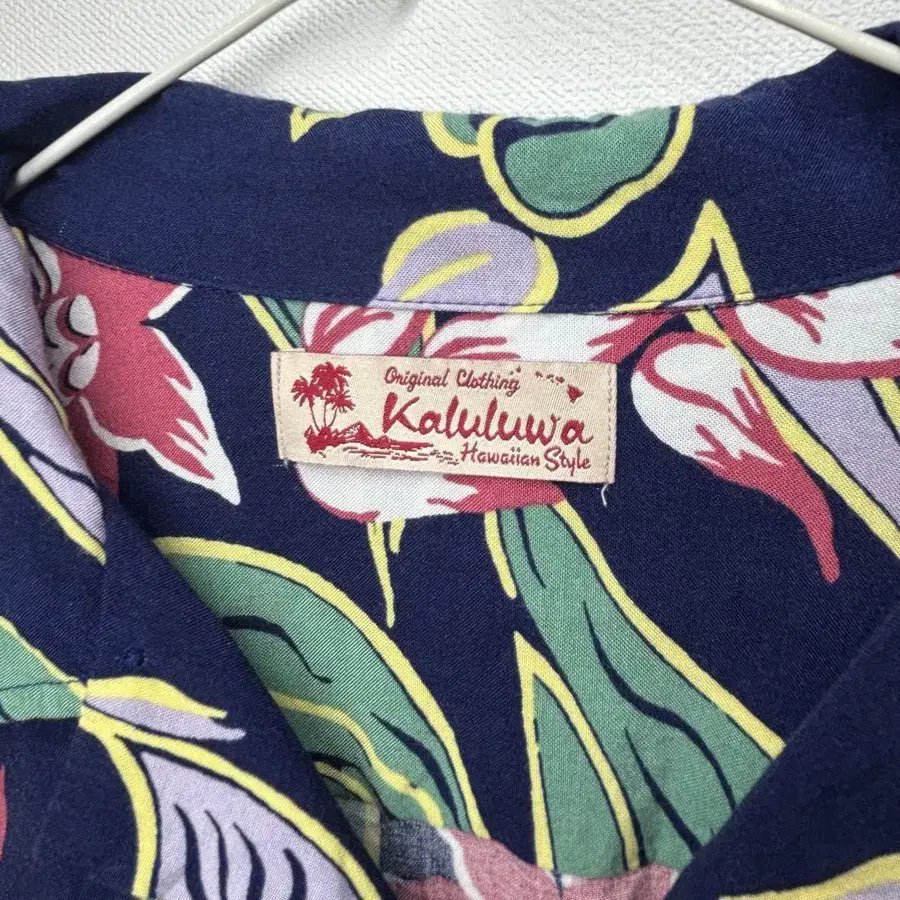 Original Clothing
Kaluluwa
Hawaiian Style